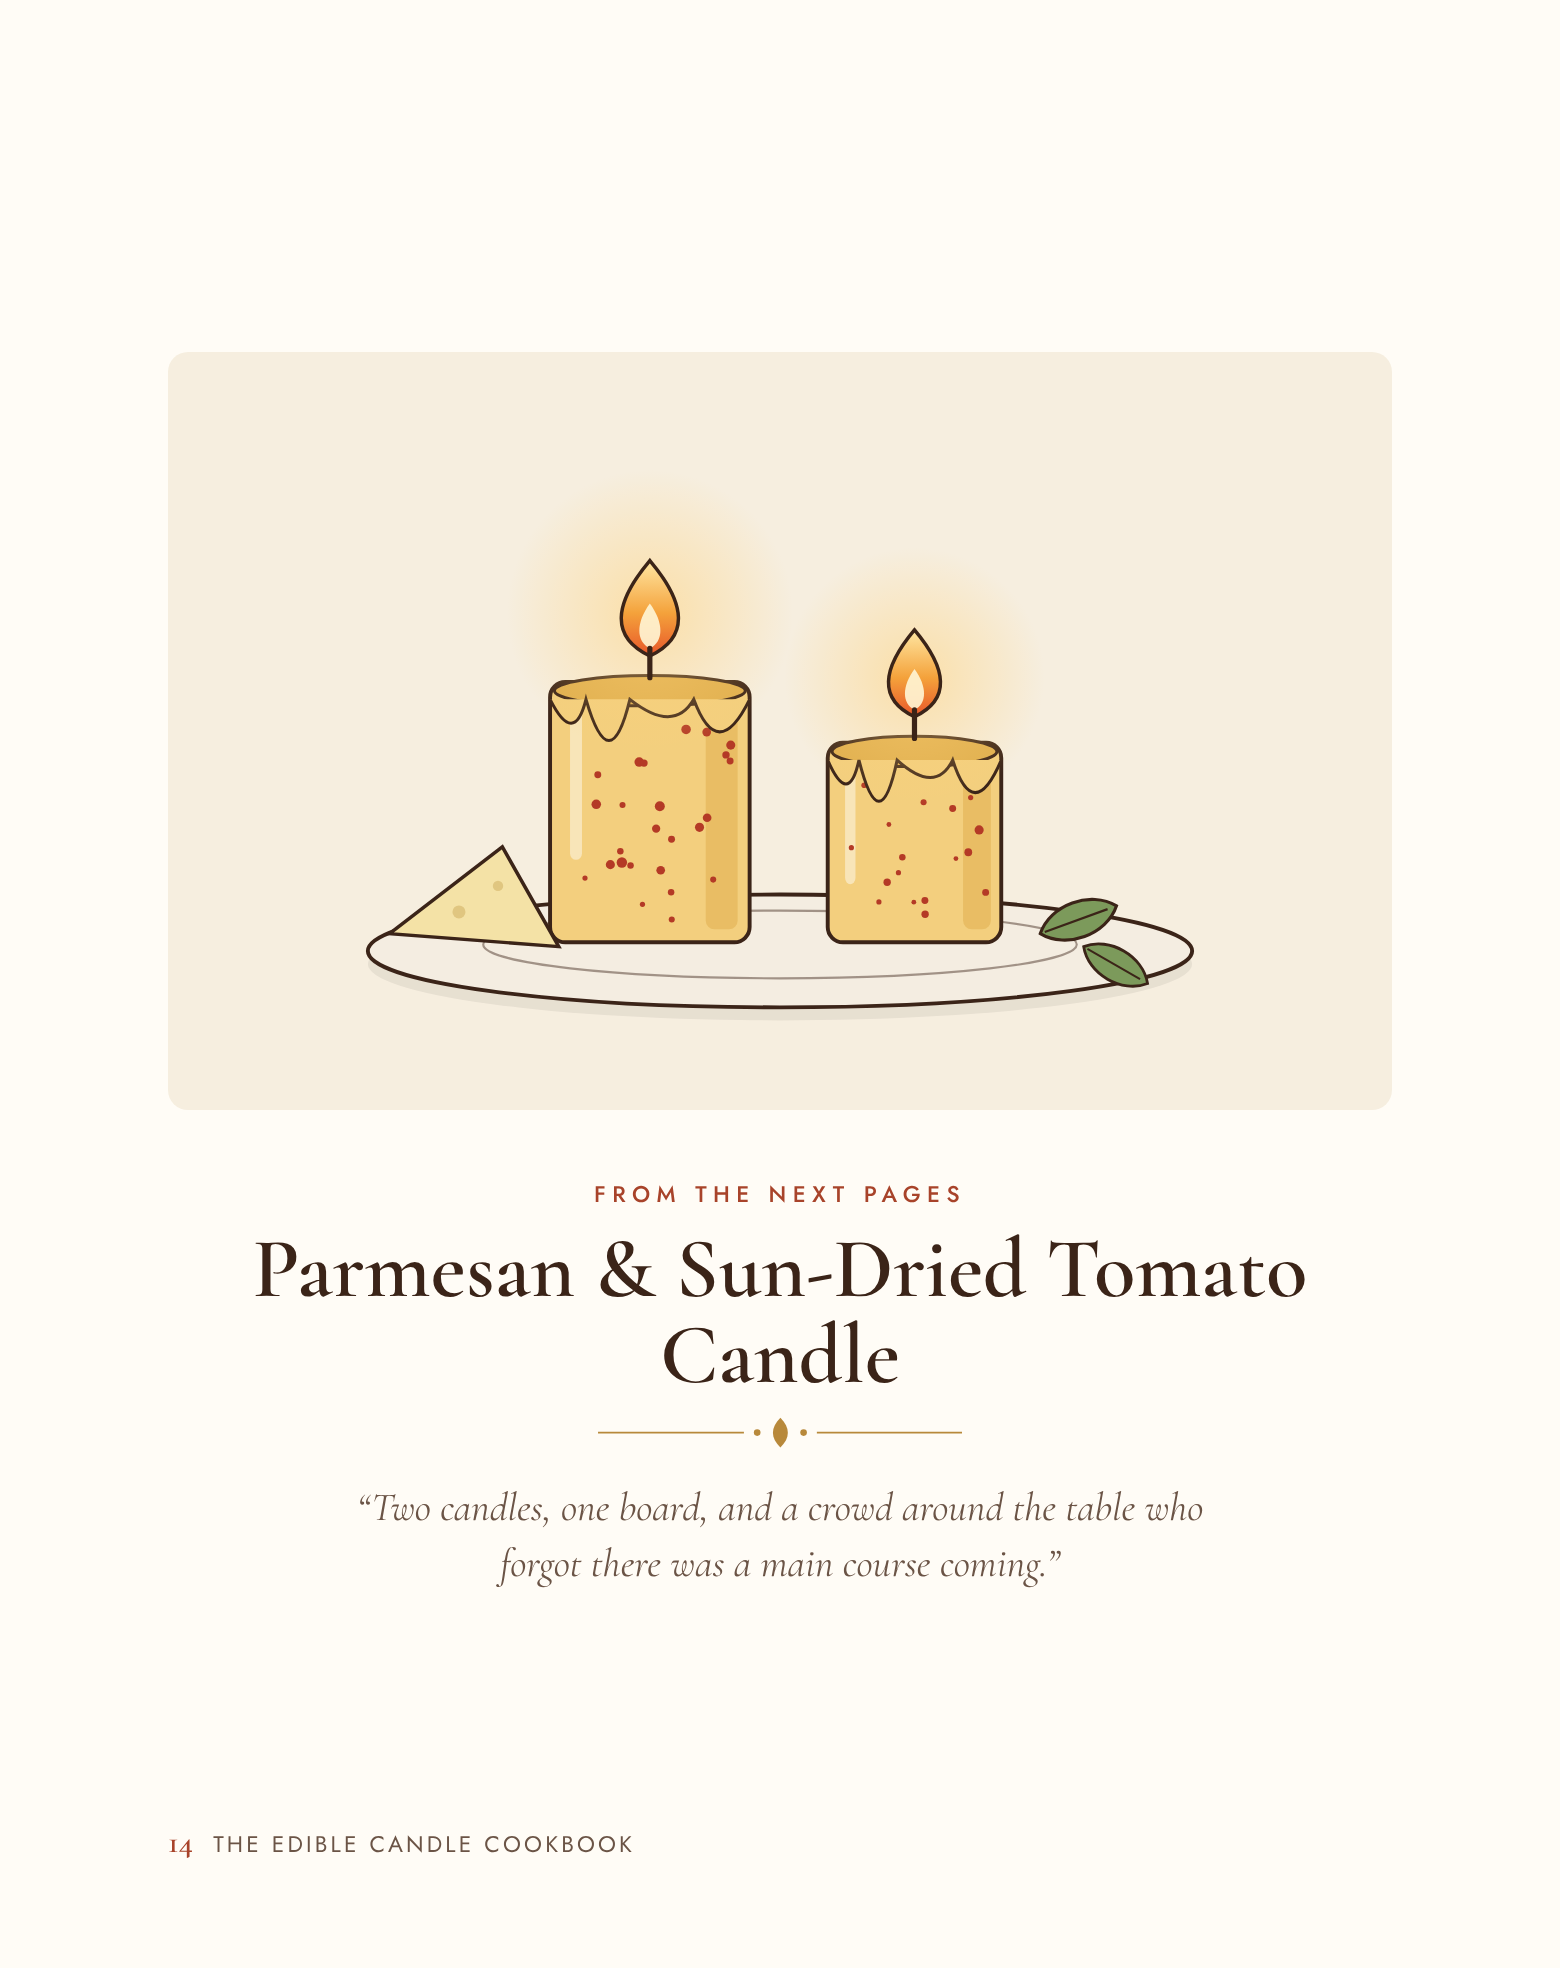 FROM THE NEXT PAGES
Parmesan & Sun-Dried Tomato
Candle
“Two candles, one board, and a crowd around the table who
forgot there was a main course coming.”
14 THE EDIBLE CANDLE COOKBOOK